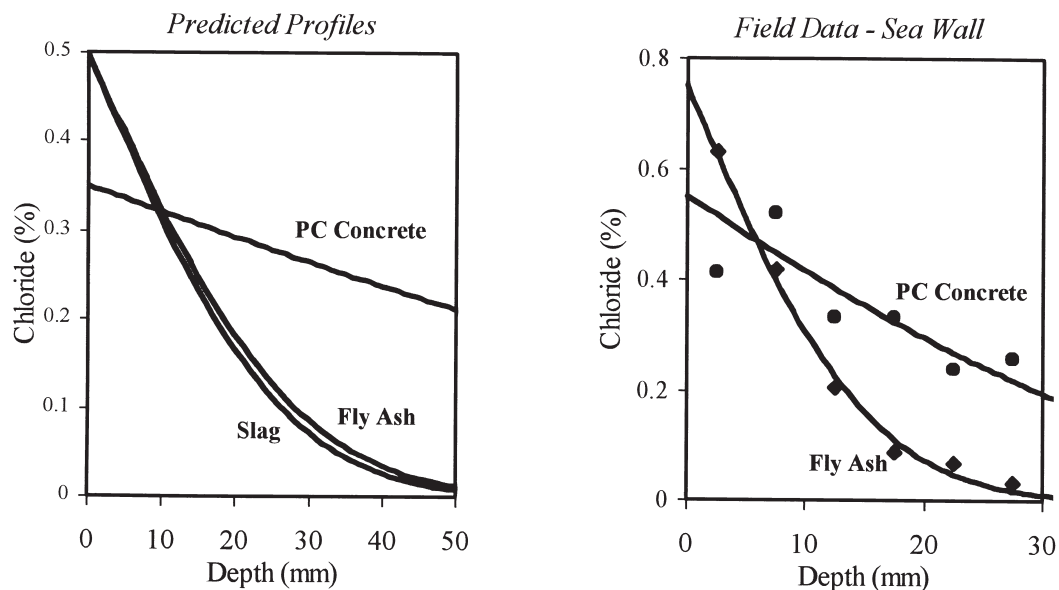 Predicted Profiles
0.5
0.4
0.3
0.2
0.1
0
Chloride (%)
PC Concrete
Fly Ash
Slag
0 10 20 30 40 50
Depth (mm)
Field Data - Sea Wall
0.8
0.6
0.4
0.2
0
Chloride (%)
PC Concrete
Fly Ash
0 10 20 30
Depth (mm)